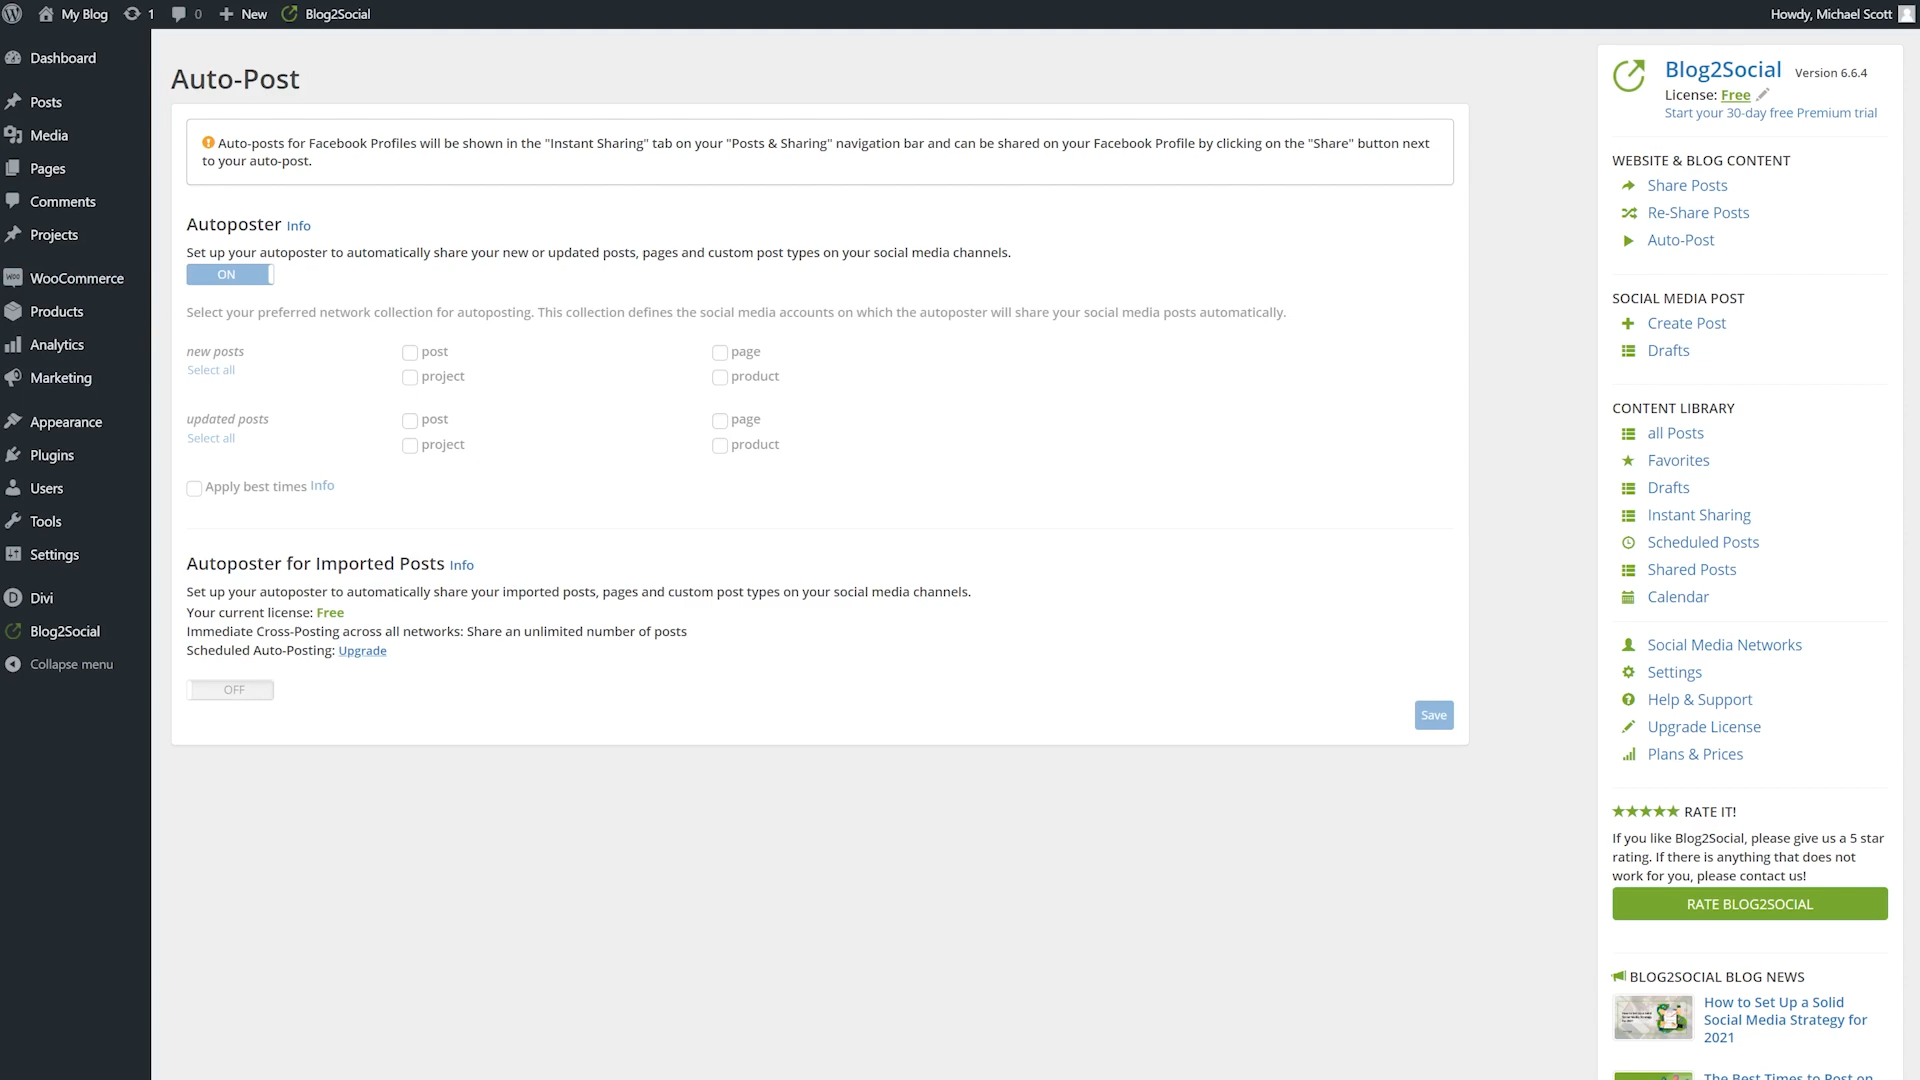 My Blog
1
0
New
Blog2Social
Howdy, Michael Scott
Dashboard
Posts
Media
Pages
Comments
Projects
WooCommerce
Products
Analytics
Marketing
Appearance
Plugins
Users
Tools
Settings
Divi
Blog2Social
Collapse menu
Auto-Post
Auto-posts for Facebook Profiles will be shown in the "Instant Sharing" tab on your "Posts & Sharing" navigation bar and can be shared on your Facebook Profile by clicking on the "Share" button next
to your auto-post.
Autoposter Info
Set up your autoposter to automatically share your new or updated posts, pages and custom post types on your social media channels.
ON
Select your preferred network collection for autoposting. This collection defines the social media accounts on which the autoposter will share your social media posts automatically.
new posts
Select all
post
page
project
product
updated posts
Select all
post
page
project
product
Apply best times Info
Autoposter for Imported Posts Info
Set up your autoposter to automatically share your imported posts, pages and custom post types on your social media channels.
Your current license: Free
Immediate Cross-Posting across all networks: Share an unlimited number of posts
Scheduled Auto-Posting: Upgrade
OFF
Save
Blog2Social Version 6.6.4
License: Free
Start your 30-day free Premium trial
WEBSITE & BLOG CONTENT
Share Posts
Re-Share Posts
Auto-Post
SOCIAL MEDIA POST
Create Post
Drafts
CONTENT LIBRARY
all Posts
Favorites
Drafts
Instant Sharing
Scheduled Posts
Shared Posts
Calendar
Social Media Networks
Settings
Help & Support
Upgrade License
Plans & Prices
RATE IT!
If you like Blog2Social, please give us a 5 star
rating. If there is anything that does not
work for you, please contact us!
RATE BLOG2SOCIAL
BLOG2SOCIAL BLOG NEWS
How to Set Up a Solid
Social Media Strategy for
2021
The Best Times to Post on